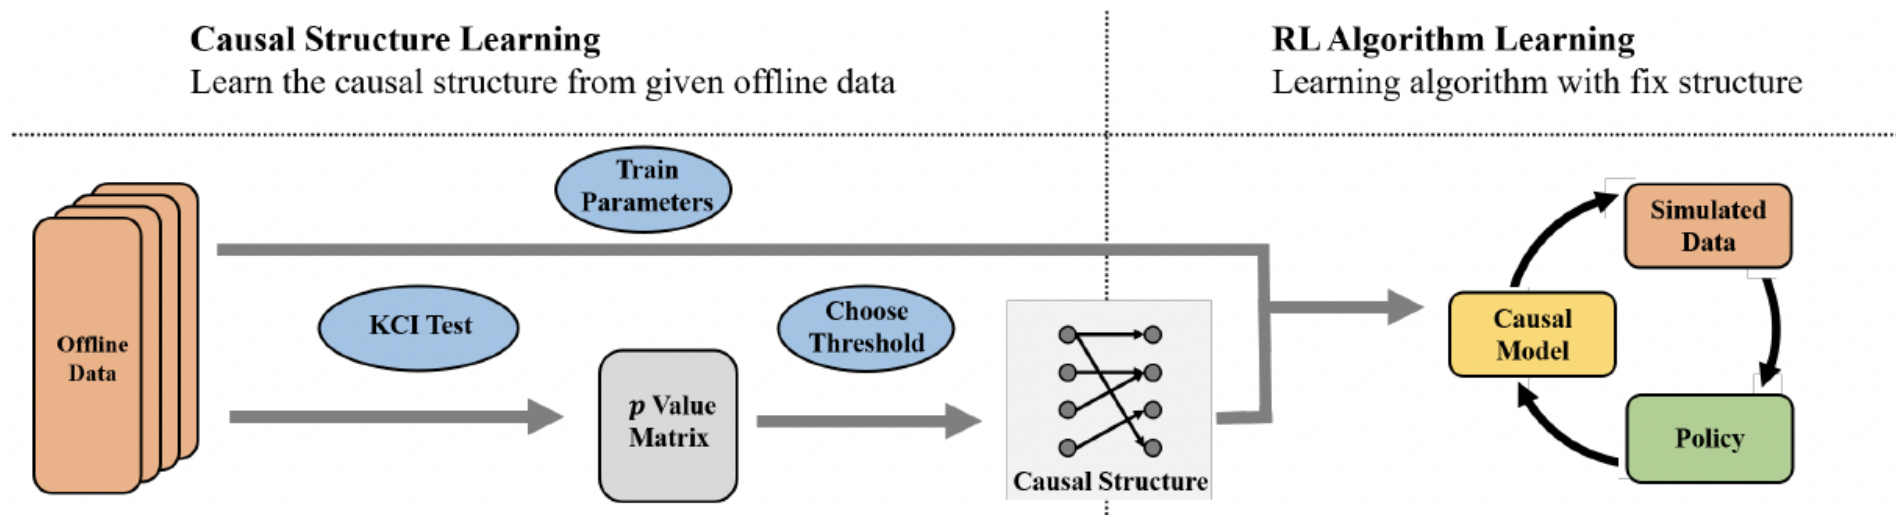 Causal Structure Learning
Learn the causal structure from given offline data
RL Algorithm Learning
Learning algorithm with fix structure
Train
Parameters
KCI Test
Choose
Threshold
Offline
Data
p Value
Matrix
Causal Structure
Simulated
Data
Causal
Model
Policy